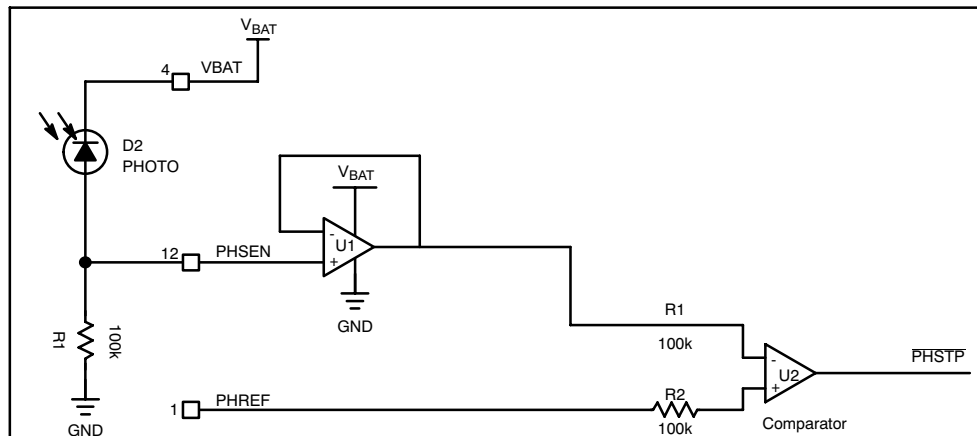 VBAT
4 VBAT
D2
PHOTO
VBAT
- U1
+
12 PHSEN
GND
R1 100k
GND
R1
100k
PHSTP
- U2
+
R2
100k
1 PHREF
Comparator